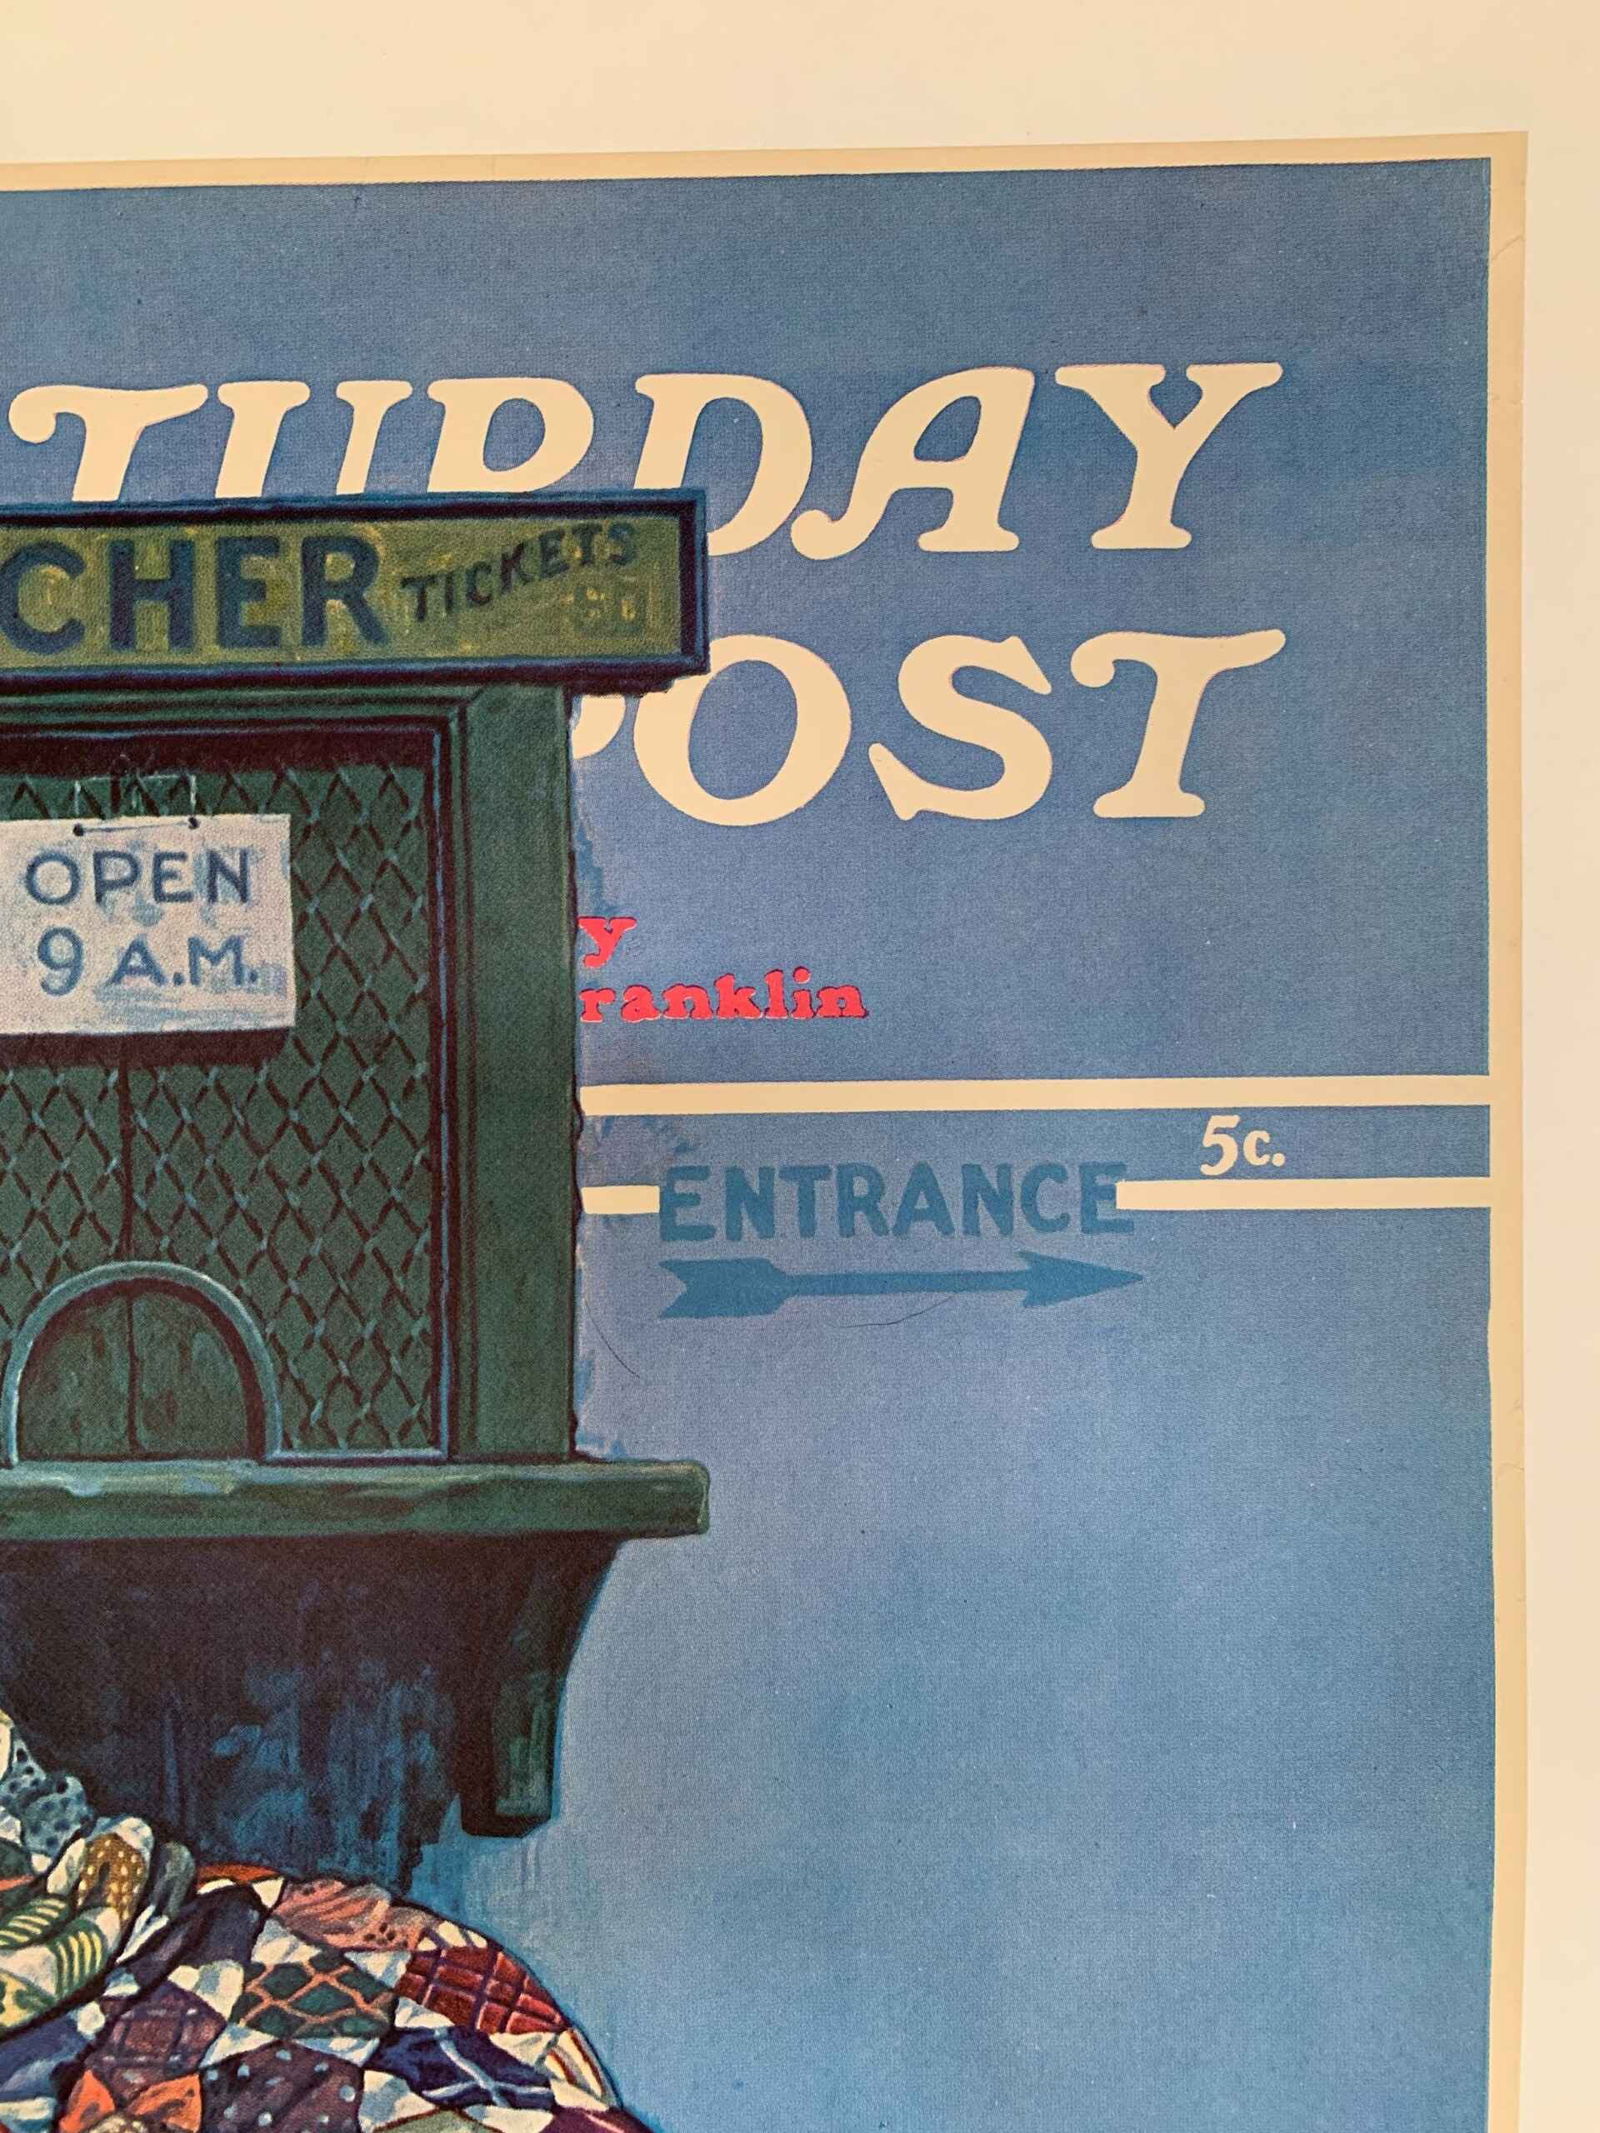 TURDAY
CHER TICKETS
OST
OPEN
9 A.M.
y
ranklin
5c.
ENTRANCE